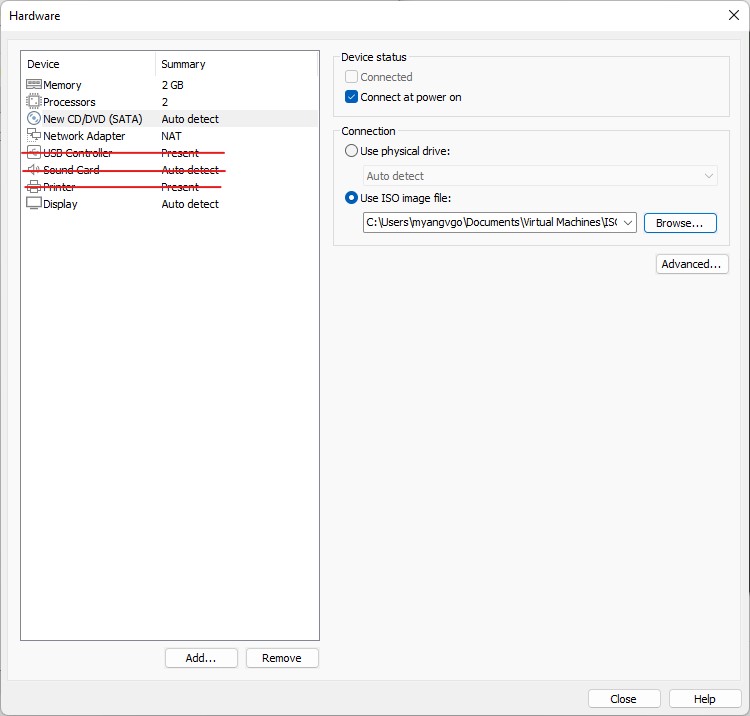 Hardware
Device Summary
Memory 2 GB
Processors 2
New CD/DVD (SATA) Auto detect
Network Adapter NAT
USB Controller Present
Sound Card Auto detect
Printer Present
Display Auto detect
Add... Remove
Device status
Connected
Connect at power on
Connection
Use physical drive:
Auto detect
Use ISO image file:
C:\Users\myangvgo\Documents\Virtual Machines\ISO
Browse...
Advanced...
Close Help